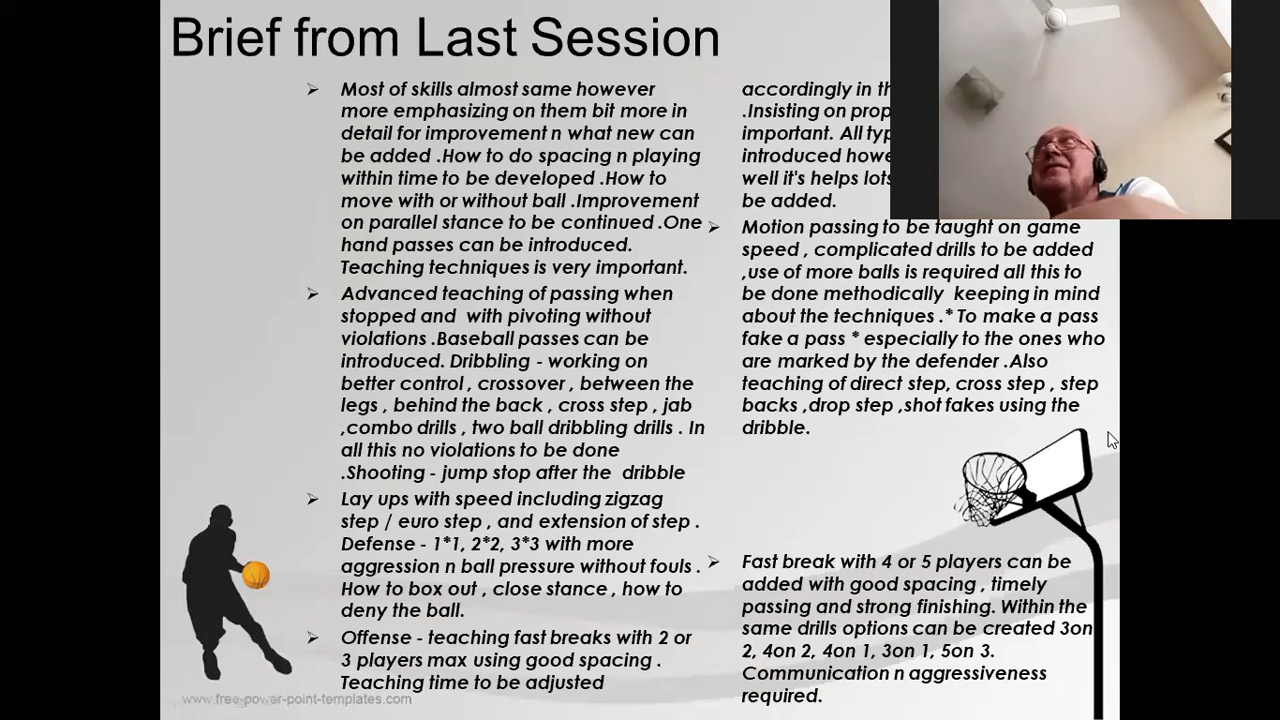 Brief from Last Session
➢ Most of skills almost same however
more emphasizing on them bit more in
detail for improvement n what new can
be added .How to do spacing n playing
within time to be developed .How to
move with or without ball .Improvement
on parallel stance to be continued .One
hand passes can be introduced.
Teaching techniques is very important.
➢ Advanced teaching of passing when
stopped and with pivoting without
violations .Baseball passes can be
introduced. Dribbling - working on
better control , crossover , between the
legs , behind the back , cross step , jab
,combo drills , two ball dribbling drills . In
all this no violations to be done
.Shooting - jump stop after the dribble
➢ Lay ups with speed including zigzag
step / euro step , and extension of step .
Defense - 1*1, 2*2, 3*3 with more
aggression n ball pressure without fouls .
How to box out , close stance , how to
deny the ball.
➢ Offense - teaching fast breaks with 2 or
3 players max using good spacing .
Teaching time to be adjusted
accordingly in
.Insisting on
important. All
introduced
well it's helps lots
be added.
➢ Motion passing to be taught on game
speed , complicated drills to be added
,use of more balls is required all this to
be done methodically keeping in mind
about the techniques .* To make a pass
fake a pass * especially to the ones who
are marked by the defender .Also
teaching of direct step, cross step , step
backs ,drop step ,shot fakes using the
dribble.
➢ Fast break with 4 or 5 players can be
added with good spacing , timely
passing and strong finishing. Within the
same drills options can be created 3on
2, 4on 2, 4on 1, 3on 1, 5on 3.
Communication n aggressiveness
required.
www.free-power-point-templates.com